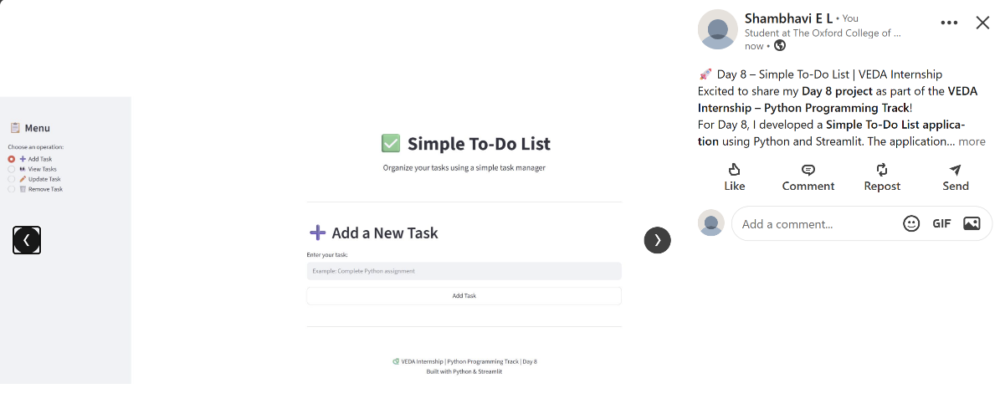 Menu
Choose an operation:
Add Task
View Tasks
Update Task
Remove Task
Simple To-Do List
Organize your tasks using a simple task manager
Add a New Task
Enter your task:
Example: Complete Python assignment
Add Task
VEDA Internship | Python Programming Track | Day 8
Built with Python & Streamlit
Shambhavi E L • You
Student at The Oxford College of ...
now •
🚀 Day 8 – Simple To-Do List | VEDA Internship
Excited to share my Day 8 project as part of the VEDA
Internship – Python Programming Track!
For Day 8, I developed a Simple To-Do List applica-
tion using Python and Streamlit. The application... more
Like
Comment
Repost
Send
Add a comment...
GIF